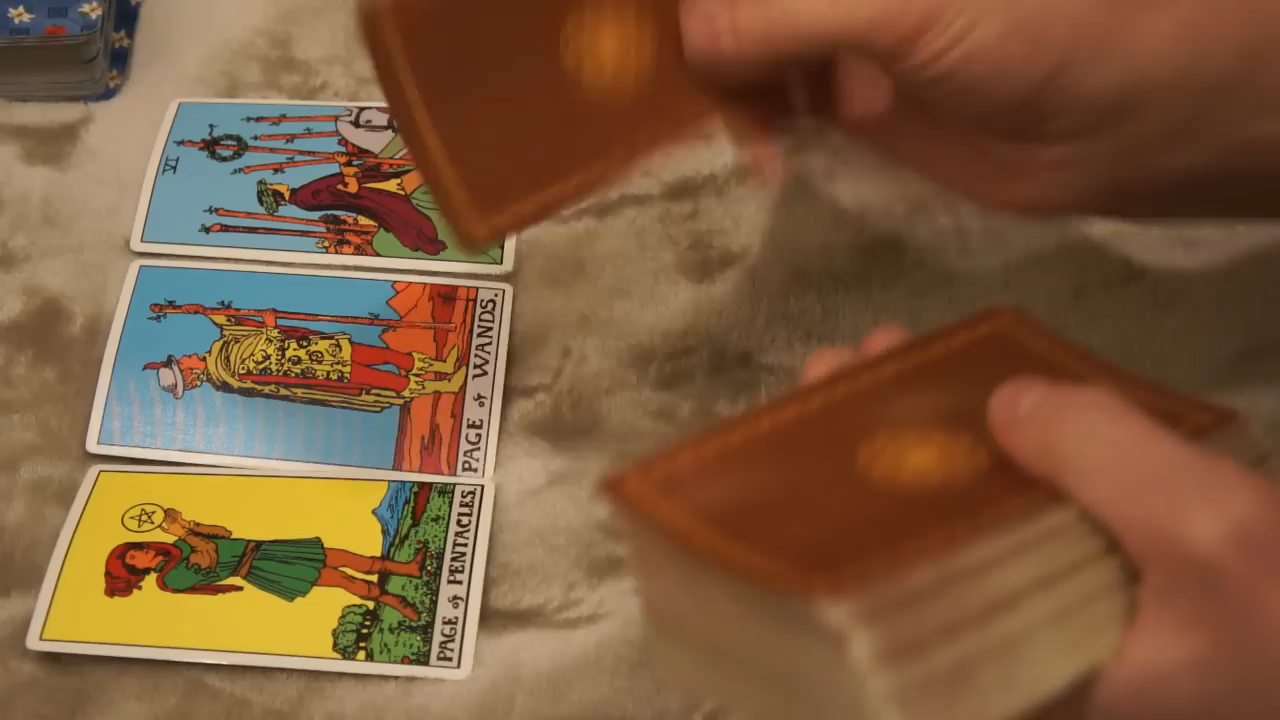 VI
PAGE of WANDS.
PAGE of PENTACLES.